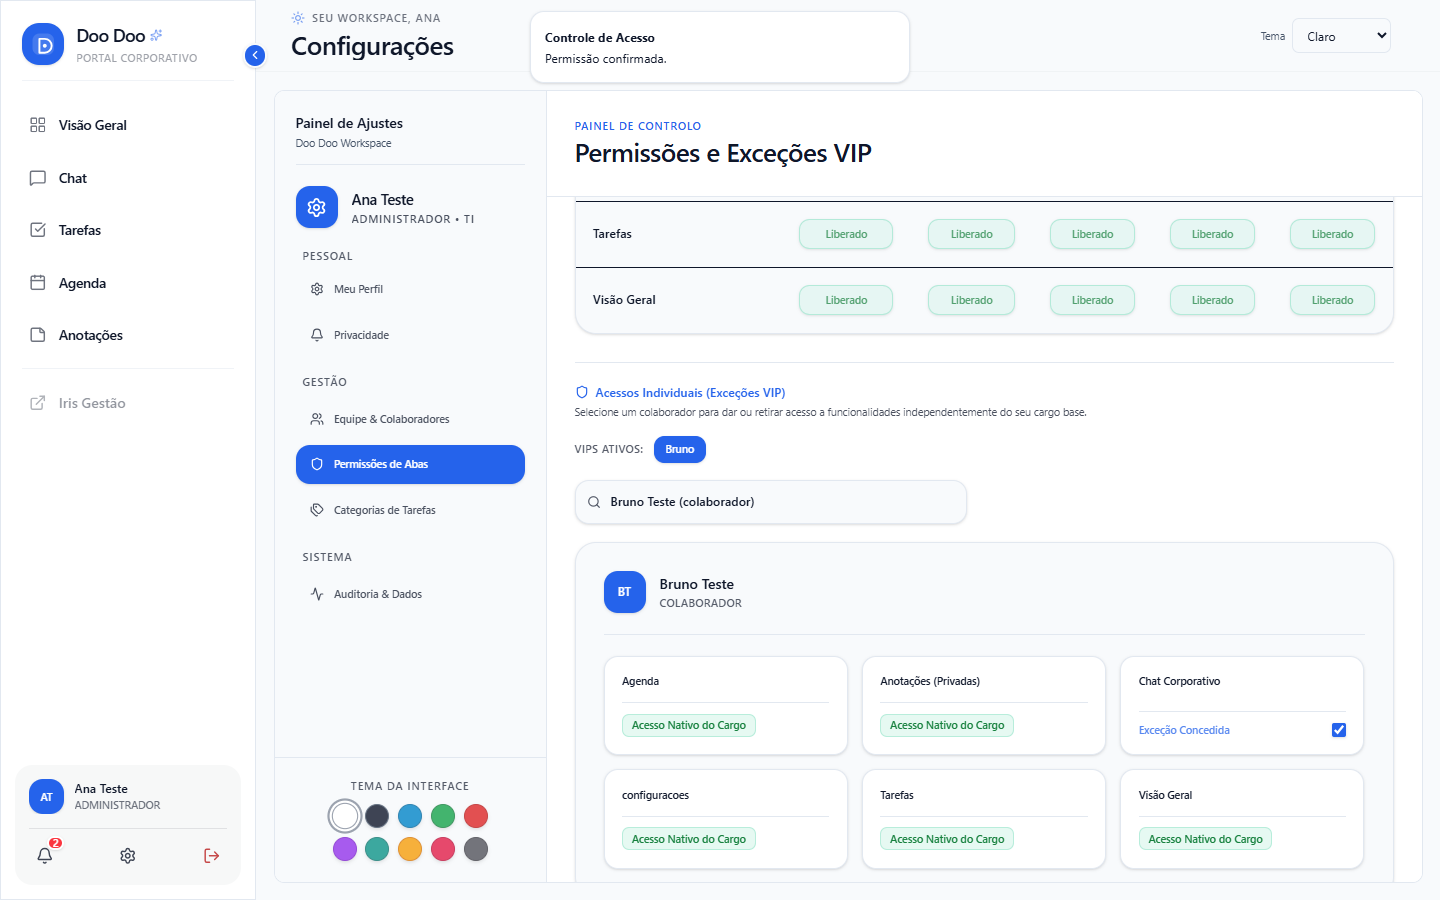 Doo Doo
PORTAL CORPORATIVO
Visão Geral
Chat
Tarefas
Agenda
Anotações
Iris Gestão
AT
Ana Teste
ADMINISTRADOR
2
SEU WORKSPACE, ANA
Configurações
Controle de Acesso
Permissão confirmada.
Tema
Claro
Painel de Ajustes
Doo Doo Workspace
Ana Teste
ADMINISTRADOR • TI
PESSOAL
Meu Perfil
Privacidade
GESTÃO
Equipe & Colaboradores
Permissões de Abas
Categorias de Tarefas
SISTEMA
Auditoria & Dados
TEMA DA INTERFACE
PAINEL DE CONTROLO
Permissões e Exceções VIP
Tarefas Liberado Liberado Liberado Liberado Liberado
Visão Geral Liberado Liberado Liberado Liberado Liberado
Acessos Individuais (Exceções VIP)
Selecione um colaborador para dar ou retirar acesso a funcionalidades independentemente do seu cargo base.
VIPS ATIVOS: Bruno
Bruno Teste (colaborador)
BT
Bruno Teste
COLABORADOR
Agenda
Acesso Nativo do Cargo
Anotações (Privadas)
Acesso Nativo do Cargo
Chat Corporativo
Exceção Concedida
configuracoes
Acesso Nativo do Cargo
Tarefas
Acesso Nativo do Cargo
Visão Geral
Acesso Nativo do Cargo